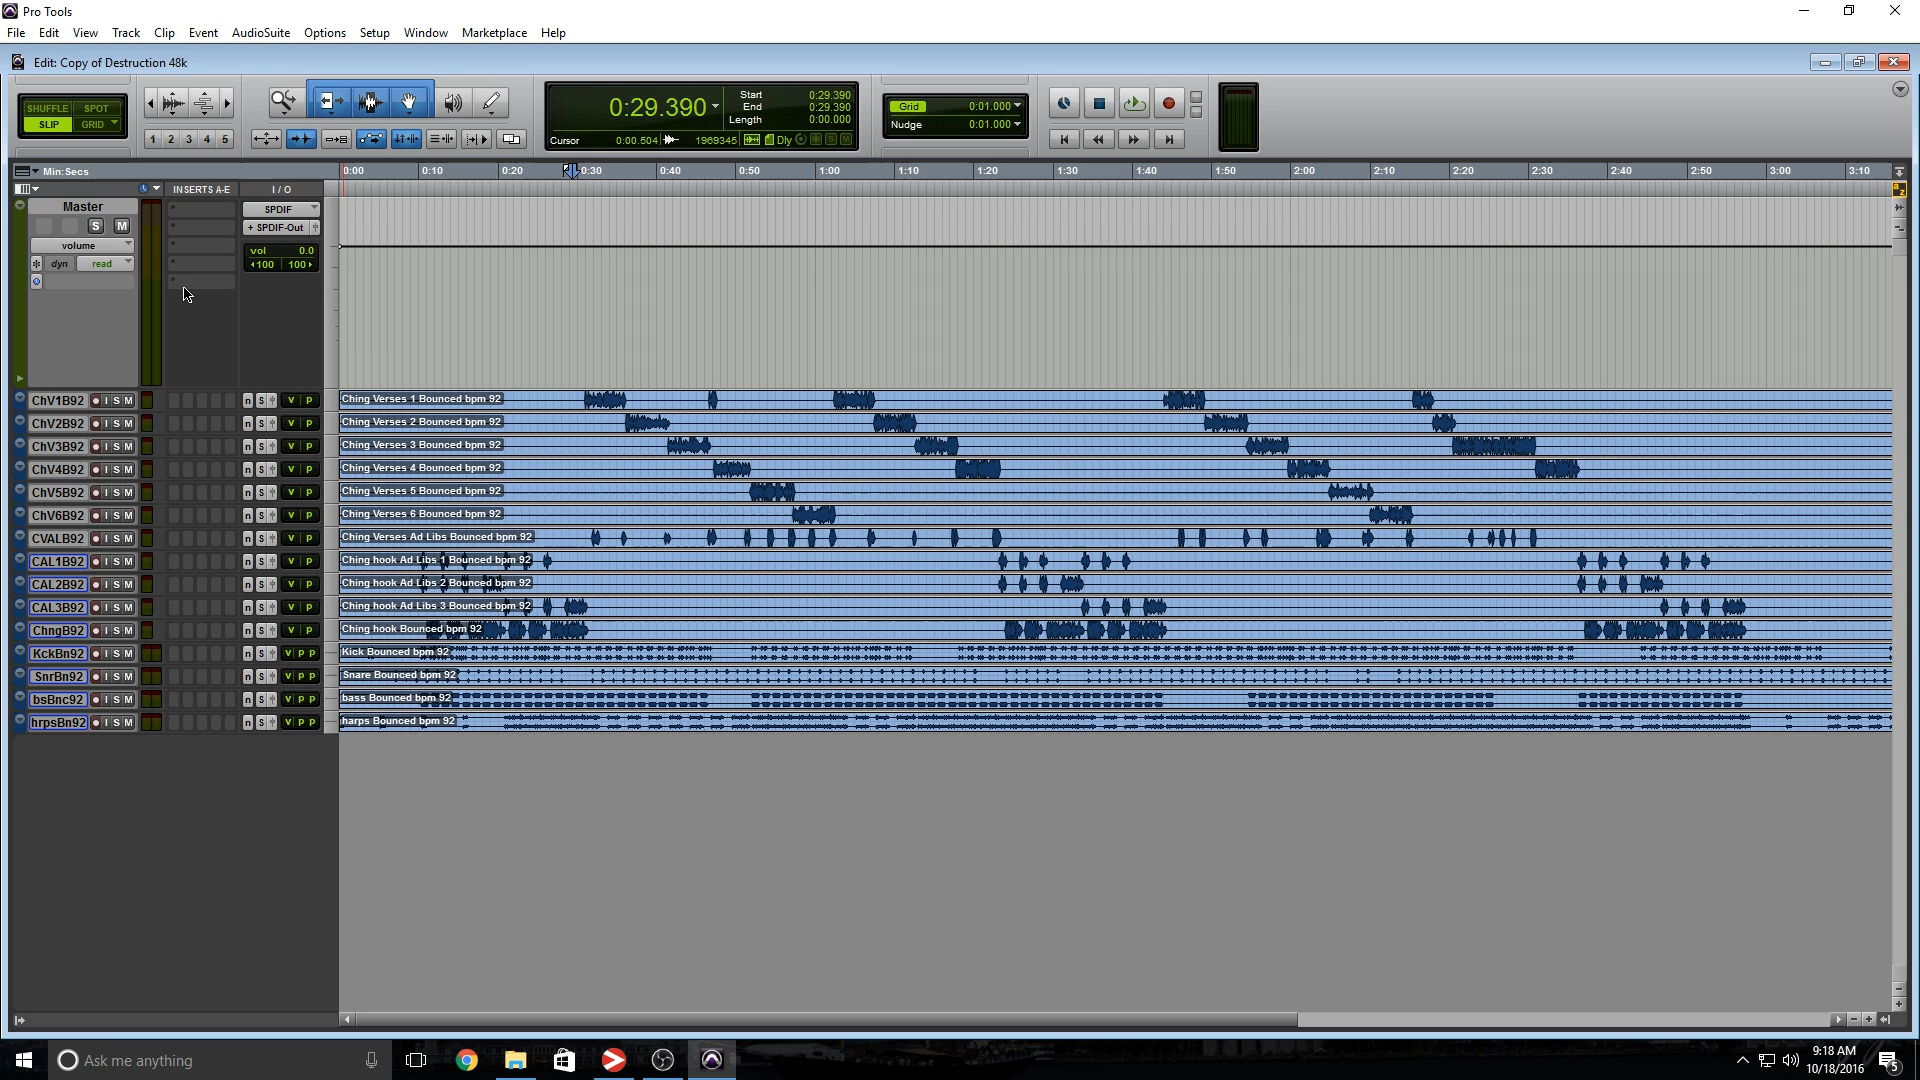 Pro Tools
File Edit View Track Clip Event AudioSuite Options Setup Window Marketplace Help
Edit: Copy of Destruction 48k
SHUFFLE SPOT
SLIP GRID
1 2 3 4 5
0:29.390
Start 0:29.390
End 0:29.390
Length 0:00.000
Cursor 0:00.504 1969345 Dly S M
Grid 0:01.000
Nudge 0:01.000
Min:Secs 0:00 0:10 0:20 0:30 0:40 0:50 1:00 1:10 1:20 1:30 1:40 1:50 2:00 2:10 2:20 2:30 2:40 2:50 3:00 3:10
INSERTS A-E I / O
a z
Master SPDIF
S M + SPDIF-Out
volume vol 0.0
dyn read 100 100
ChV1B92 I S M n S v p Ching Verses 1 Bounced bpm 92
ChV2B92 I S M n S v p Ching Verses 2 Bounced bpm 92
ChV3B92 I S M n S v p Ching Verses 3 Bounced bpm 92
ChV4B92 I S M n S v p Ching Verses 4 Bounced bpm 92
ChV5B92 I S M n S v p Ching Verses 5 Bounced bpm 92
ChV6B92 I S M n S v p Ching Verses 6 Bounced bpm 92
CVALB92 I S M n S v p Ching Verses Ad Libs Bounced bpm 92
CAL1B92 I S M n S v p Ching hook Ad Libs 1 Bounced bpm 92
CAL2B92 I S M n S v p Ching hook Ad Libs 2 Bounced bpm 92
CAL3B92 I S M n S v p Ching hook Ad Libs 3 Bounced bpm 92
ChngB92 I S M n S v p Ching hook Bounced bpm 92
KckBn92 I S M n S v p p Kick Bounced bpm 92
SnrBn92 I S M n S v p p Snare Bounced bpm 92
bsBnc92 I S M n S v p p bass Bounced bpm 92
hrpsBn92 I S M n S v p p harps Bounced bpm 92
Ask me anything
9:18 AM
10/18/2016
5